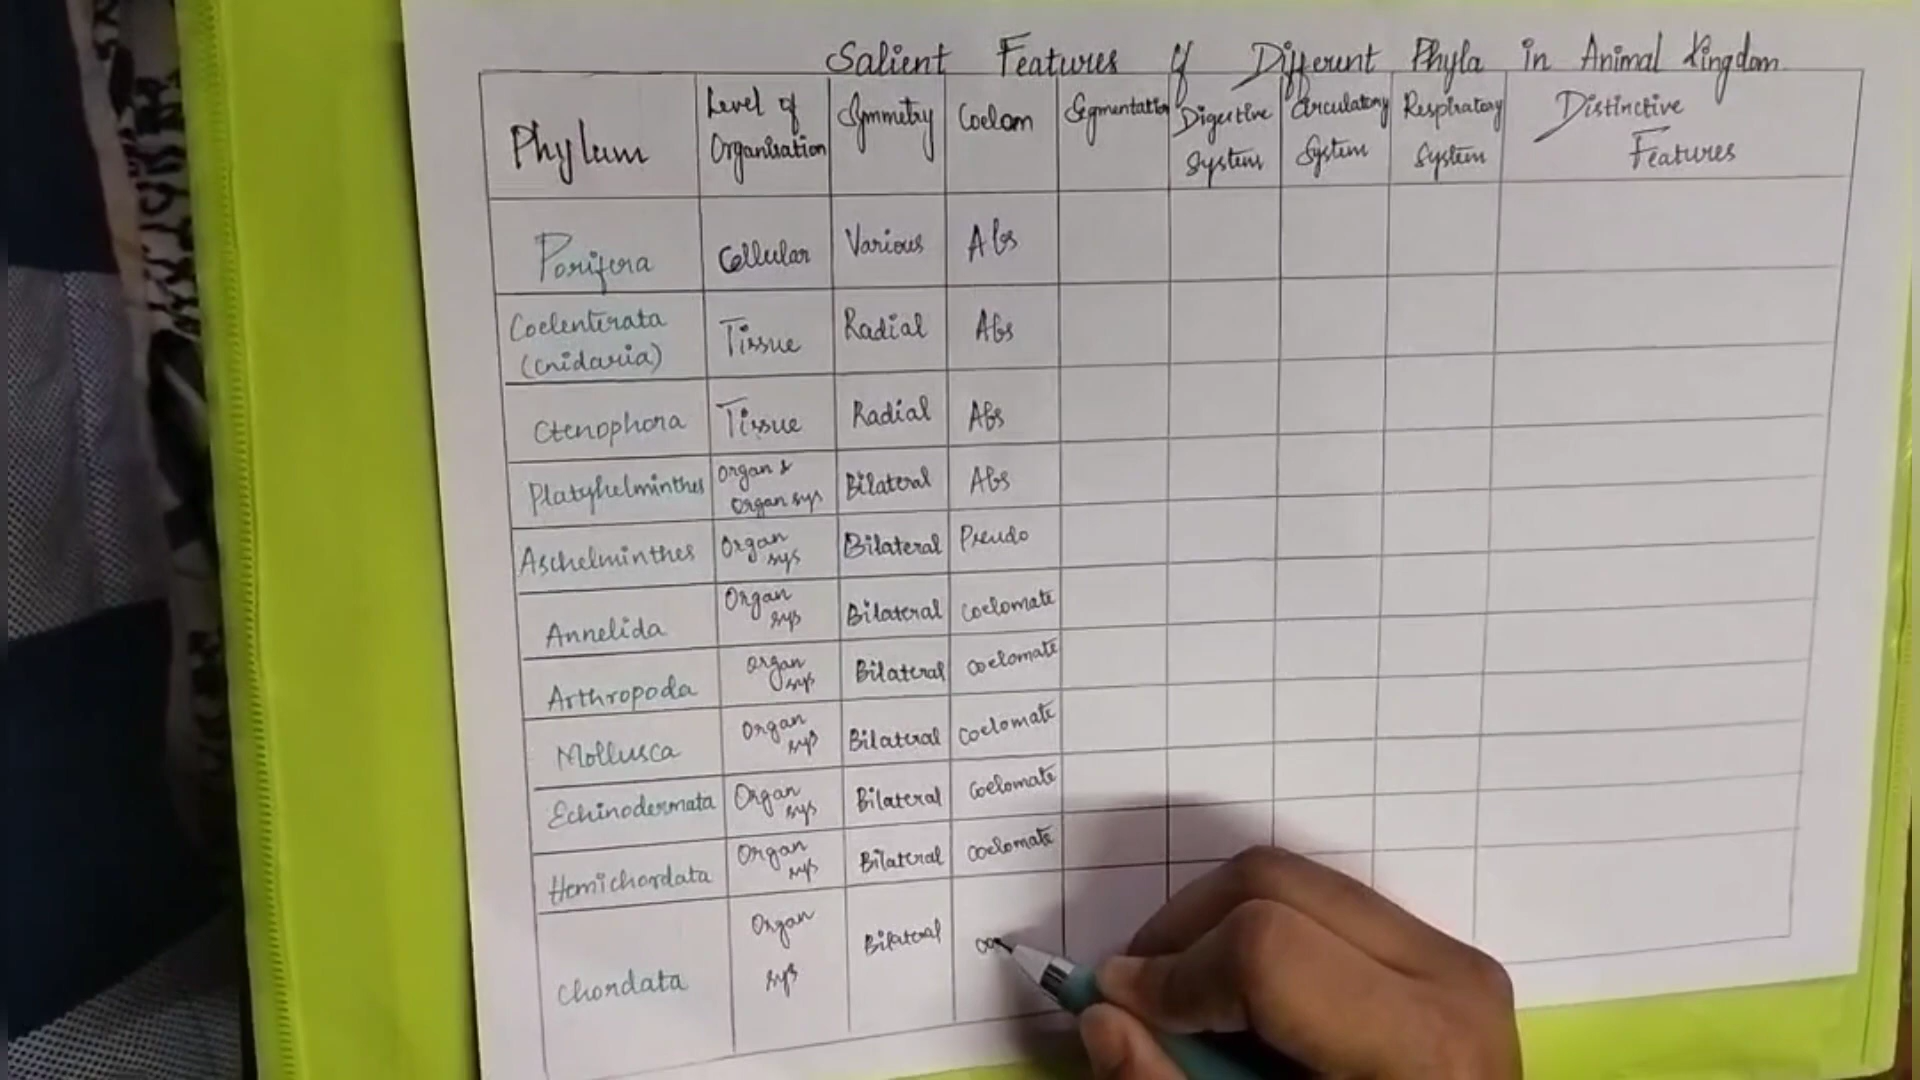 Salient Features of Different Phyla in Animal Kingdom
Phylum Level of Organisation Symmetry Coelom Segmentation Digestive System Circulatory System Respiratory System Distinctive Features
Porifera Cellular Various Abs
Coelenterata (Cnidaria) Tissue Radial Abs
Ctenophora Tissue Radial Abs
Platyhelminthes Organ & Organ sys Bilateral Abs
Aschelminthes Organ sys Bilateral Pseudo
Annelida Organ sys Bilateral Coelomate
Arthropoda Organ sys Bilateral Coelomate
Mollusca Organ sys Bilateral Coelomate
Echinodermata Organ sys Bilateral Coelomate
Hemichordata Organ sys Bilateral Coelomate
Chordata Organ sys Bilateral